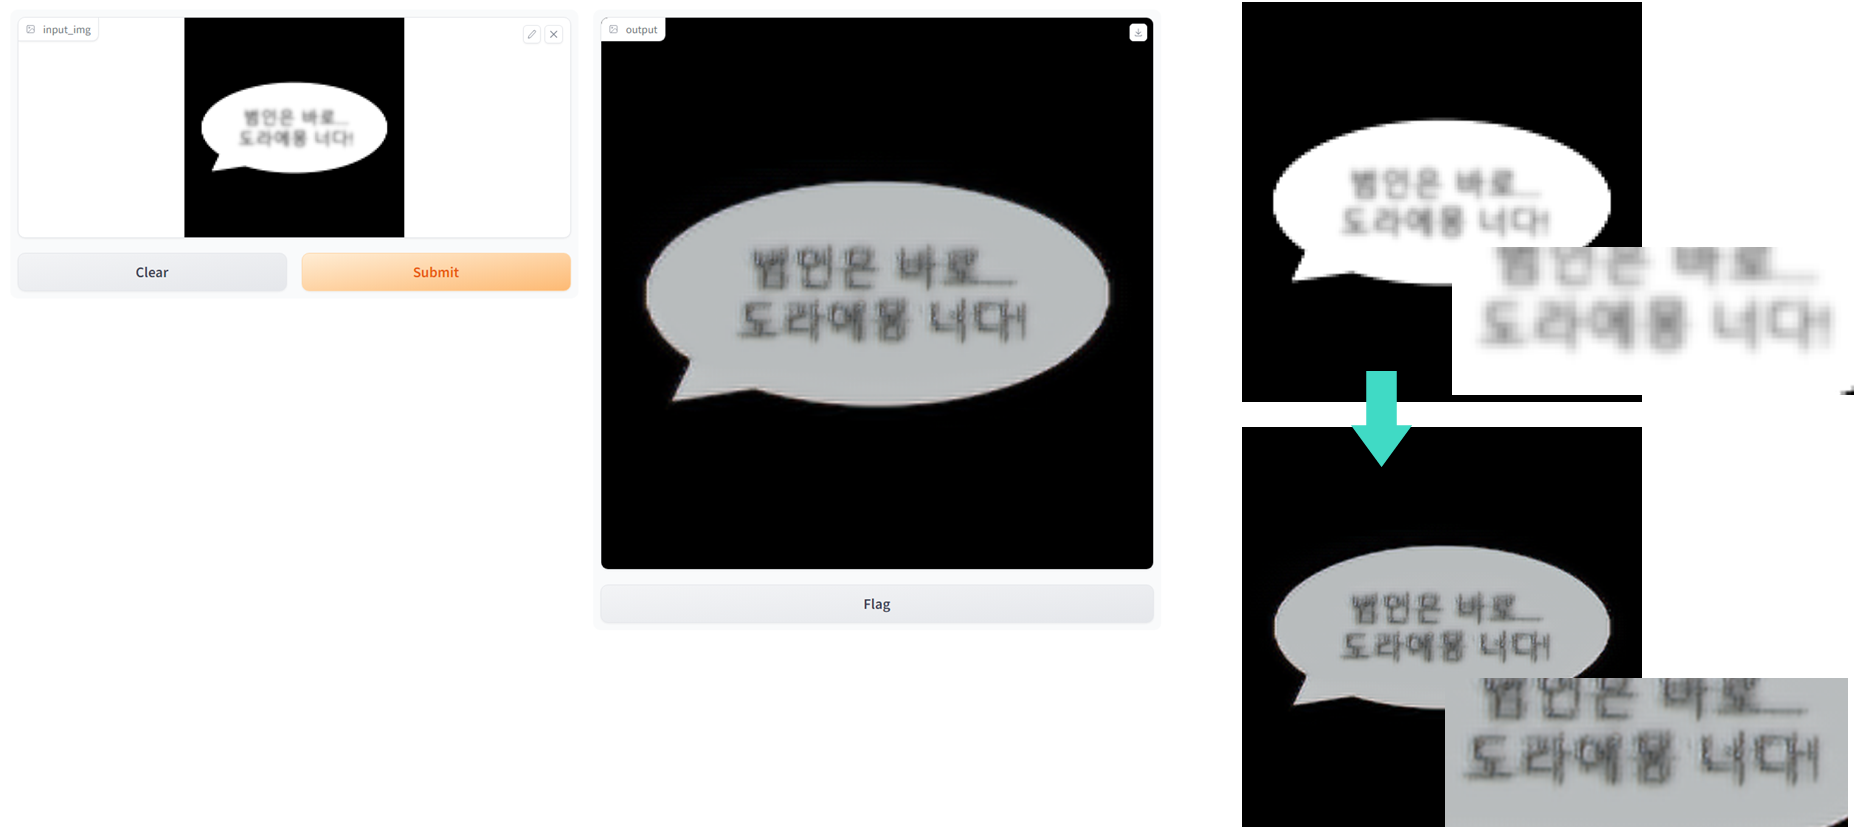 input_img
범인은 바로...
도라에몽 너다!
Clear
Submit
output
범인은 바로...
도라에몽 너다!
Flag
범인은 바로...
도라에몽 너다!
범인은 바로...
도라에몽 너다!
범인은 바로...
도라에몽 너다!
범인은 바로...
도라에몽 너다!